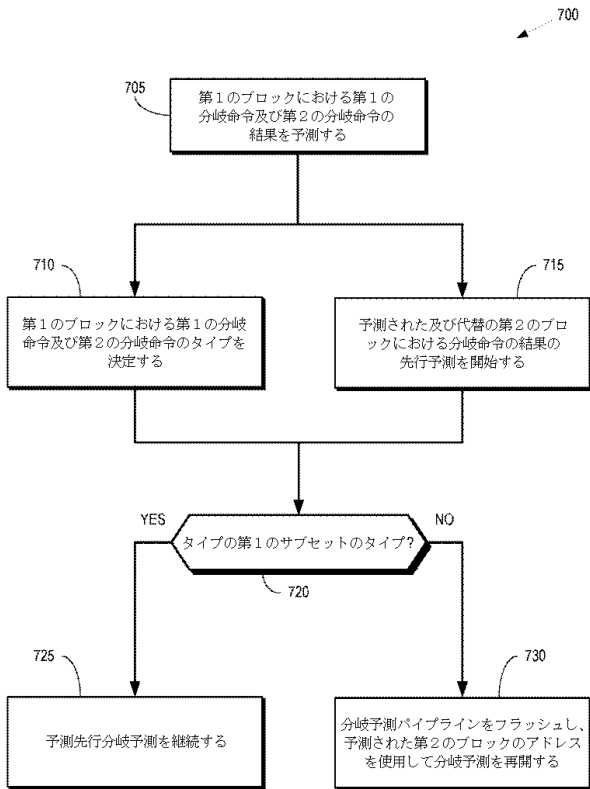 700
705
第１のブロックにおける第１の
分岐命令及び第２の分岐命令の
結果を予測する
710
第１のブロックにおける第１の分岐
命令及び第２の分岐命令のタイプを
決定する
715
予測された及び代替の第２のブロ
ックにおける分岐命令の結果の
先行予測を開始する
YES
タイプの第１のサブセットのタイプ?
NO
720
725
予測先行分岐予測を継続する
730
分岐予測パイプラインをフラッシュし、
予測された第２のブロックのアドレス
を使用して分岐予測を再開する